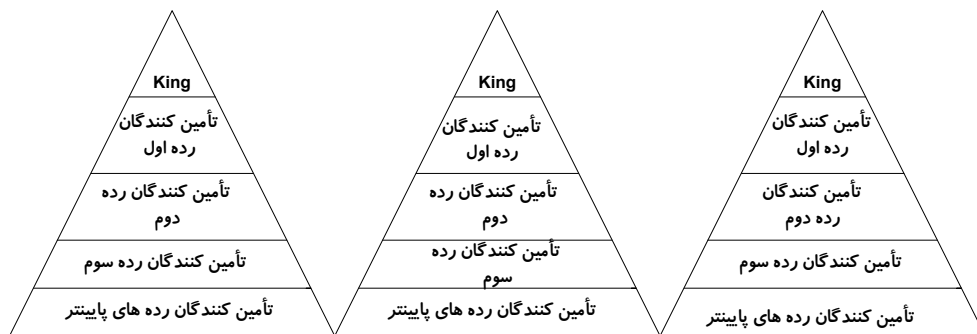 King
تأمین کنندگان
رده اول
تأمین کنندگان رده
دوم
تأمین کنندگان رده سوم
تأمین کنندگان رده های پایینتر
King
تأمین کنندگان
رده اول
تأمین کنندگان رده
دوم
تأمین کنندگان رده
سوم
تأمین کنندگان رده های پایینتر
King
تأمین کنندگان
رده اول
تأمین کنندگان
رده دوم
تأمین کنندگان رده سوم
تأمین کنندگان رده های پایینتر